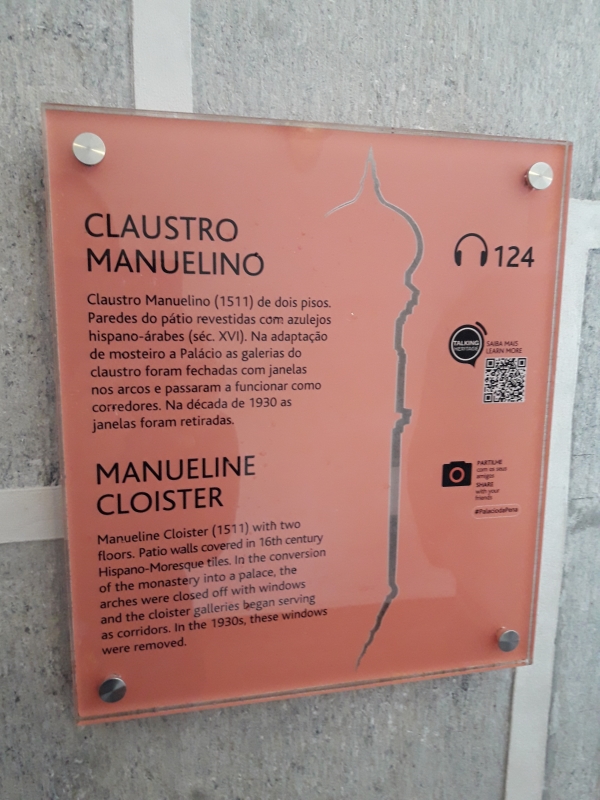 CLAUSTRO
MANUELINO
Claustro Manuelino (1511) de dois pisos.
Paredes do pátio revestidas com azulejos
hispano-árabes (séc. XVI). Na adaptação
de mosteiro a Palácio as galerias do
claustro foram fechadas com janelas
nos arcos e passaram a funcionar como
corredores. Na década de 1930 as
janelas foram retiradas.
MANUELINE
CLOISTER
Manueline Cloister (1511) with two
floors. Patio walls covered in 16th century
Hispano-Moresque tiles. In the conversion
of the monastery into a palace, the
arches were closed off with windows
and the cloister galleries began serving
as corridors. In the 1930s, these windows
were removed.
124
TALKING
HERITAGE
SAIBA MAIS
LEARN MORE
PARTILHE
com os seus
amigos
SHARE
with your
friends
#PalaciodaPena